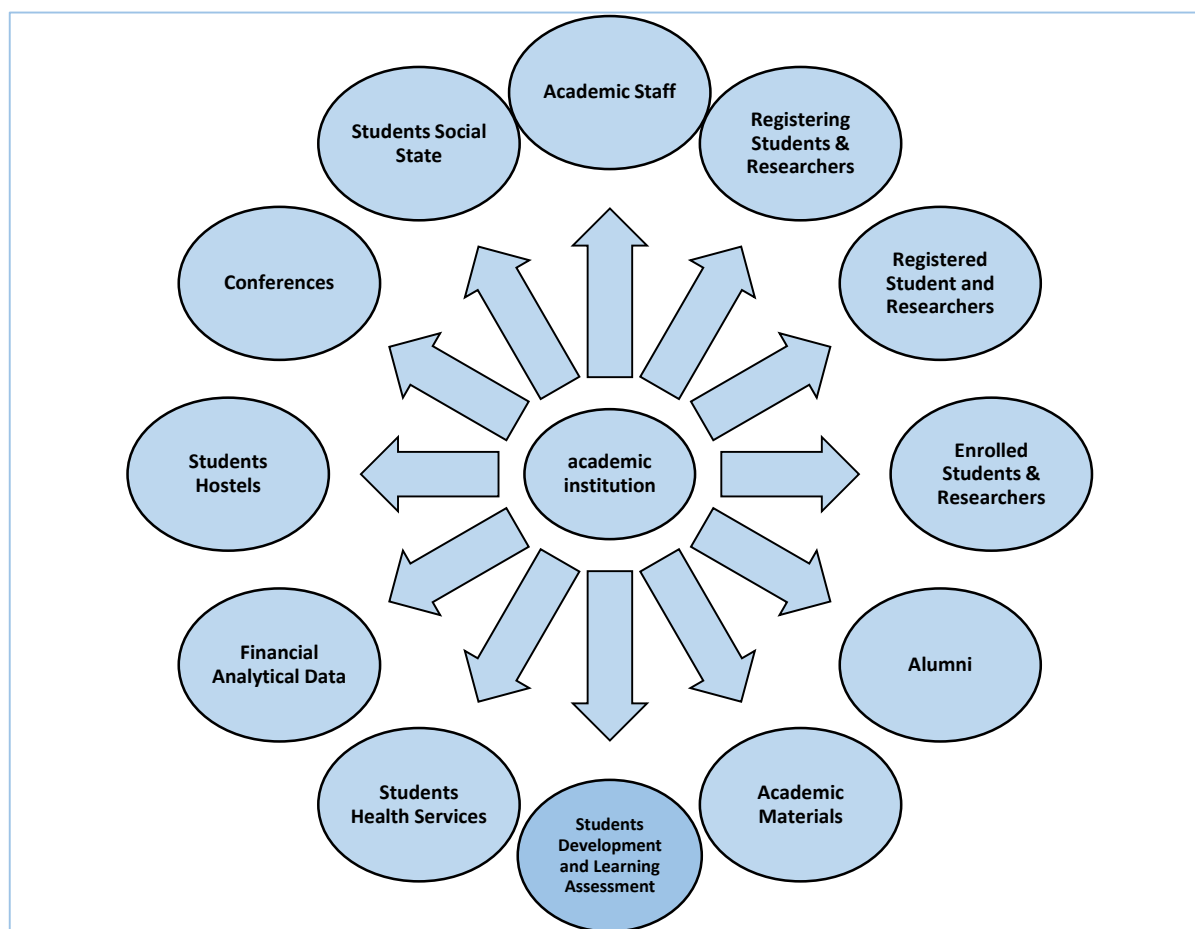 Academic Staff
Registering
Students &
Researchers
Registered
Student and
Researchers
Enrolled
Students &
Researchers
Alumni
Academic
Materials
Students
Development
and Learning
Assessment
Students
Health Services
Financial
Analytical Data
Students
Hostels
Conferences
Students Social
State
academic
institution